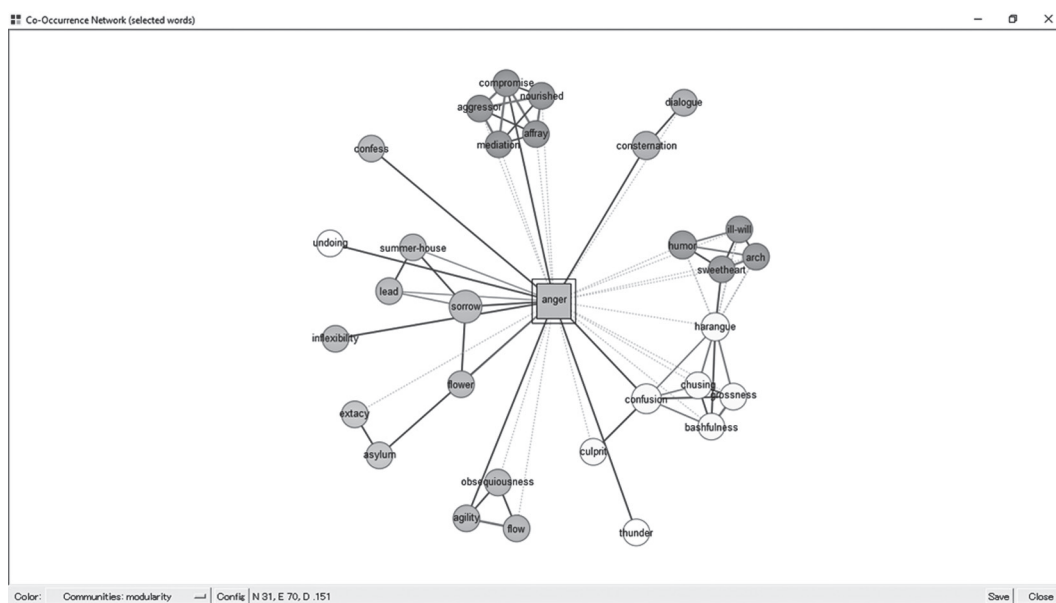 Co-Occurrence Network (selected words)
compromise
nourished
aggressor
affray
mediation
dialogue
consternation
confess
undoing
summer-house
lead
sorrow
anger
humor
ill-will
arch
sweetheart
harangue
inflexibility
flower
extacy
asylum
chusing
grossness
confusion
bashfulness
culprit
obsequiousness
agility
flow
thunder
Color: Communities: modularity Config N 31, E 70, D .151 Save Close